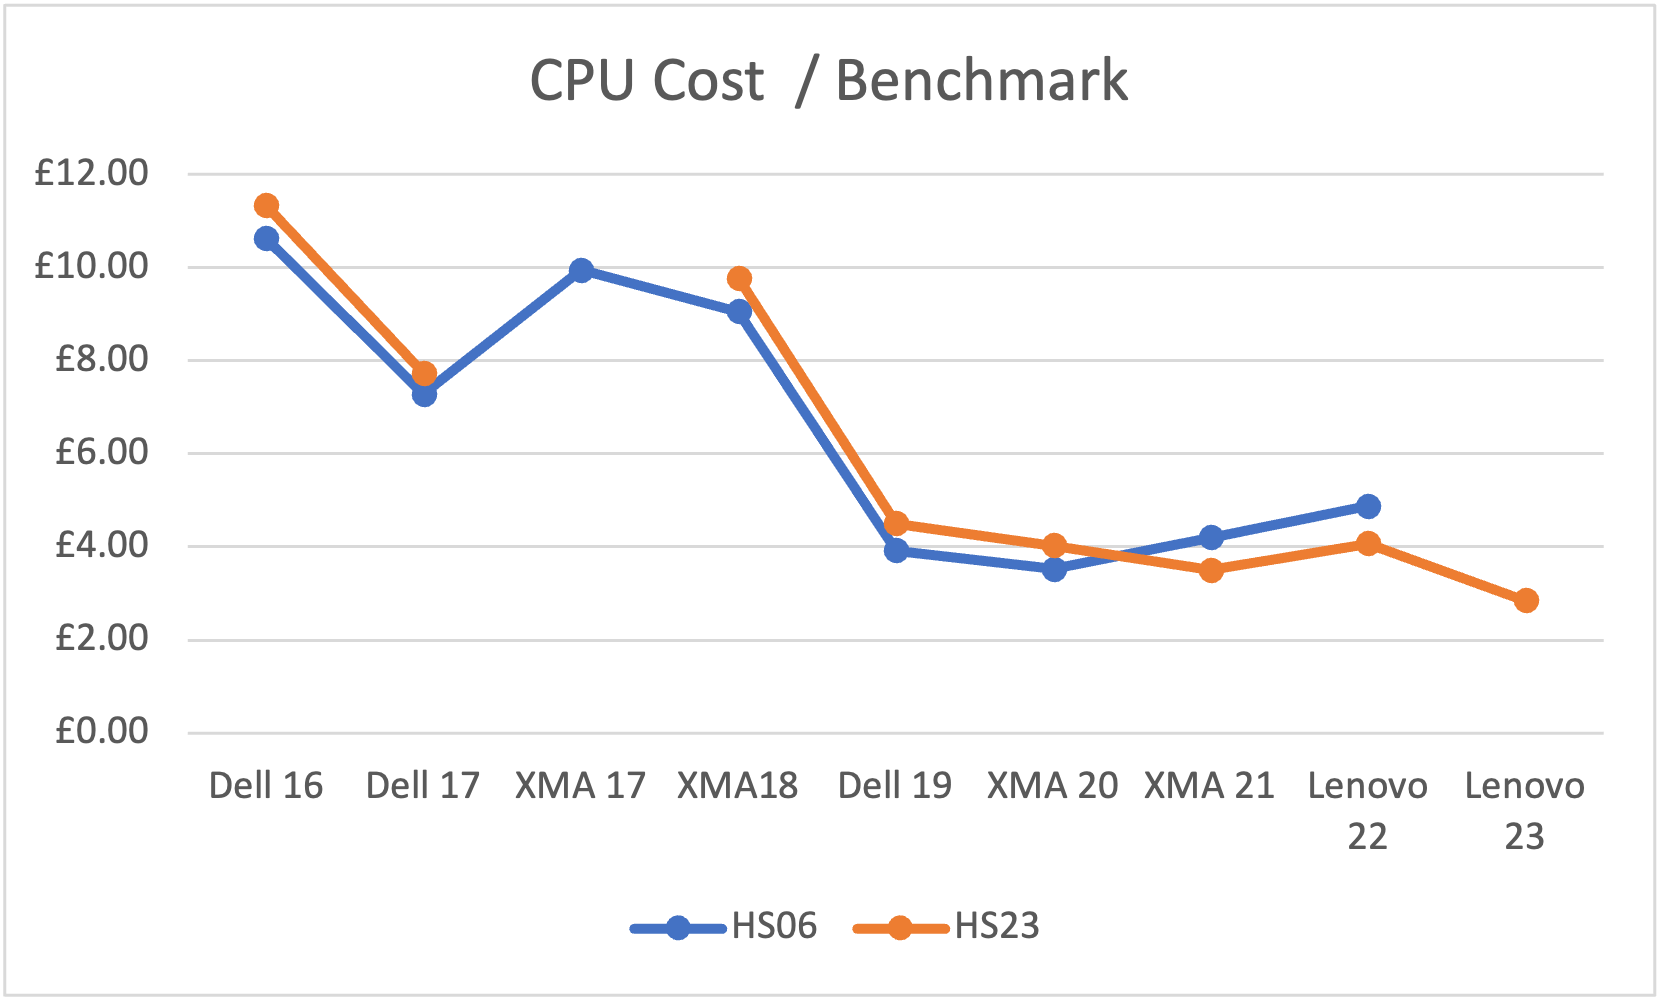 CPU Cost / Benchmark
£12.00
£10.00
£8.00
£6.00
£4.00
£2.00
£0.00
Dell 16
Dell 17
XMA 17
XMA18
Dell 19
XMA 20
XMA 21
Lenovo
22
Lenovo
23
HS06
HS23